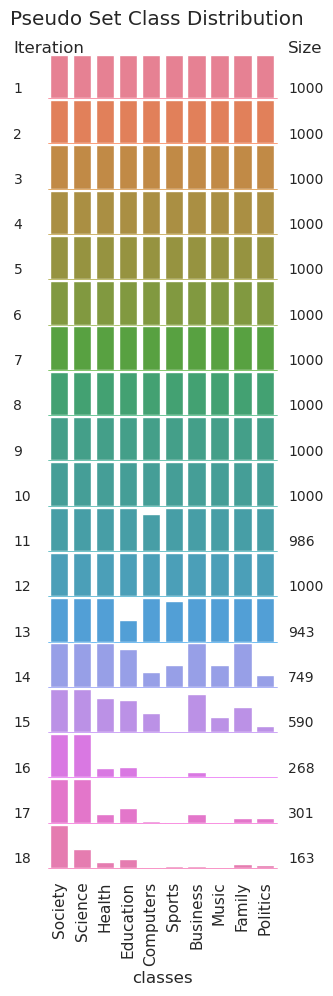 Pseudo Set Class Distribution
Iteration Size
1 1000
2 1000
3 1000
4 1000
5 1000
6 1000
7 1000
8 1000
9 1000
10 1000
11 986
12 1000
13 943
14 749
15 590
16 268
17 301
18 163
Society
Science
Health
Education
Computers
Sports
Business
Music
Family
Politics
classes